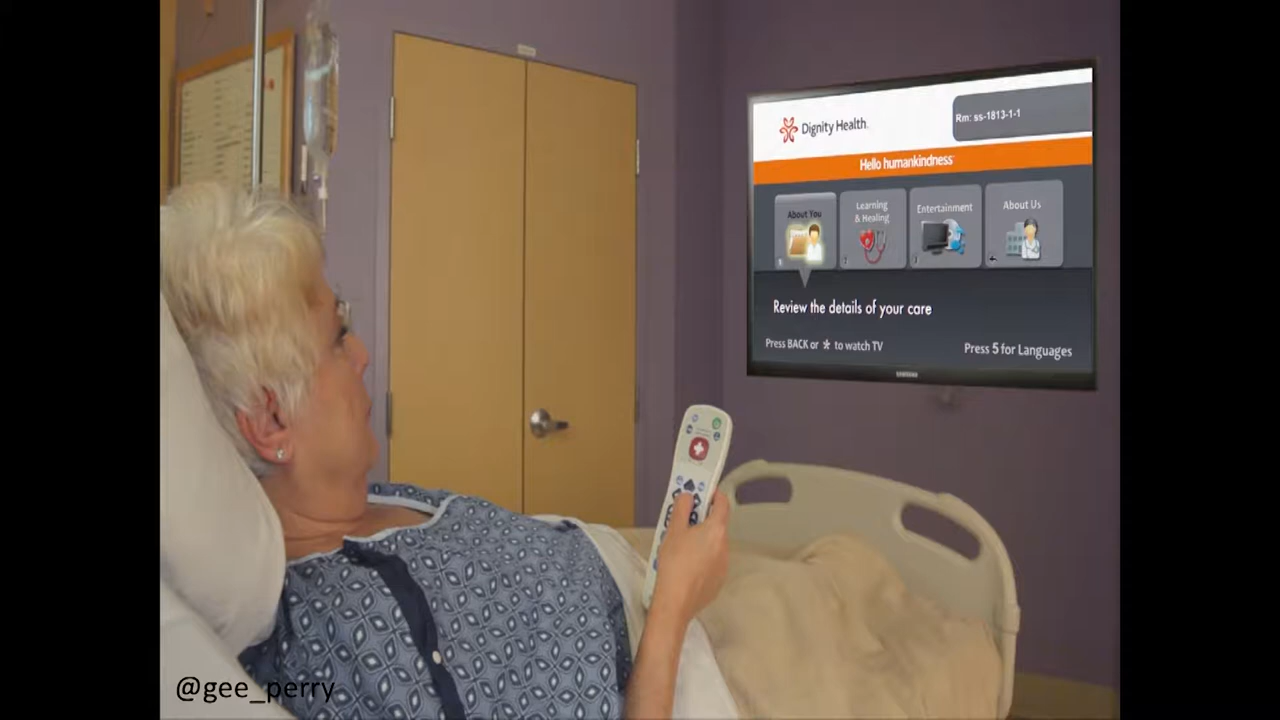 Dignity Health.
Rm: ss-1813-1-1
Hello humankindness
About You
Learning
& Healing
Entertainment
About Us
Review the details of your care
Press BACK or * to watch TV
Press 5 for Languages
SAMSUNG
@gee_perry